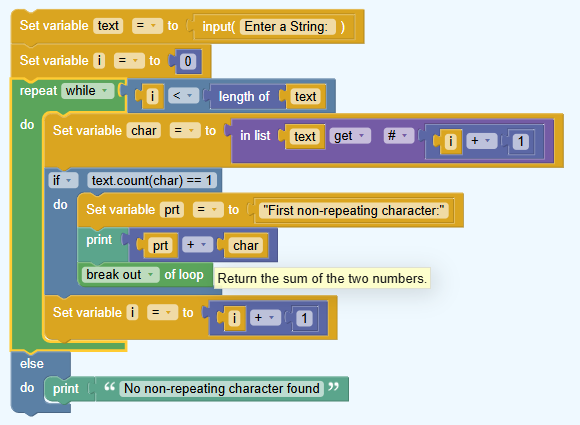 Set variable text = to input( Enter a String: )
Set variable i = to 0
repeat while i < length of text
do Set variable char = to in list text get # i + 1
if text.count(char) == 1
do Set variable prt = to "First non-repeating character:"
print prt + char
break out of loop
Return the sum of the two numbers.
Set variable i = to i + 1
else
do print “ No non-repeating character found ”